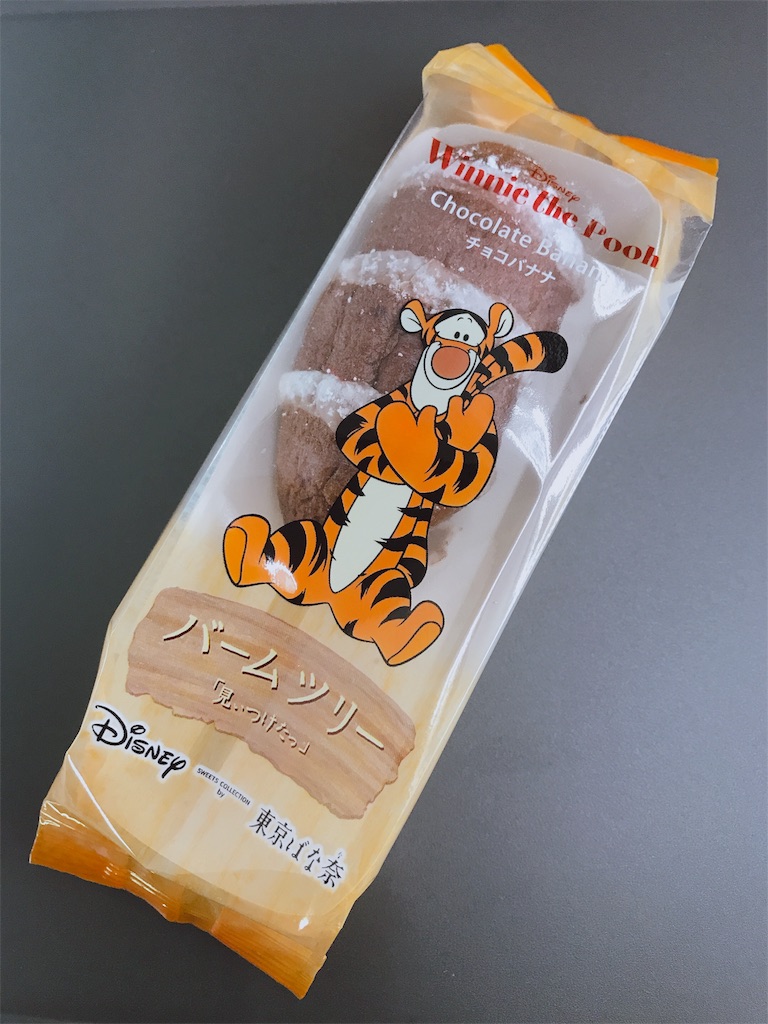 Disney
Winnie the Pooh
Chocolate Banana
チョコバナナ
バームツリー
「見ぃつけたっ」
Disney
SWEETS COLLECTION
by
東京ばな奈